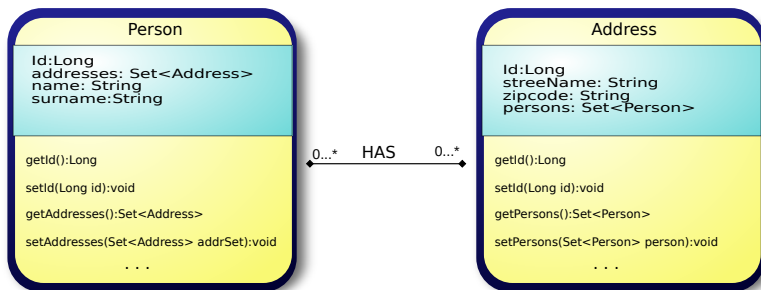 Person
Id:Long
addresses: Set<Address>
name: String
surname:String
getId():Long
setId(Long id):void
getAddresses():Set<Address>
setAddresses(Set<Address> addrSet):void
. . .
0...* HAS 0...*
Address
Id:Long
streeName: String
zipcode: String
persons: Set<Person>
getId():Long
setId(Long id):void
getPersons():Set<Person>
setPersons(Set<Person> person):void
. . .